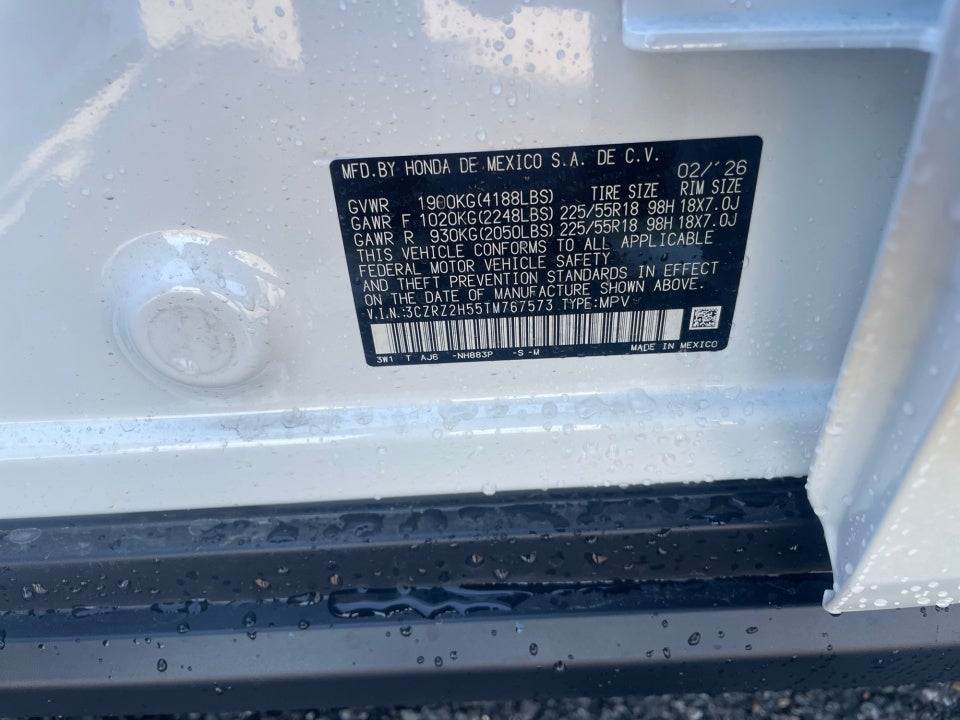 MFD.BY HONDA DE MEXICO S.A. DE C.V.
02/'26
TIRE SIZE RIM SIZE
GVWR 1900KG(4188LBS)
GAWR F 1020KG(2248LBS) 225/55R18 98H 18X7.0J
GAWR R 930KG(2050LBS) 225/55R18 98H 18X7.0J
THIS VEHICLE CONFORMS TO ALL APPLICABLE
FEDERAL MOTOR VEHICLE SAFETY
AND THEFT PREVENTION STANDARDS IN EFFECT
ON THE DATE OF MANUFACTURE SHOWN ABOVE.
V.I.N.:3CZRZ2H55TM767573 TYPE:MPV
3W1 T AJ6 -NH883P -S -M MADE IN MEXICO